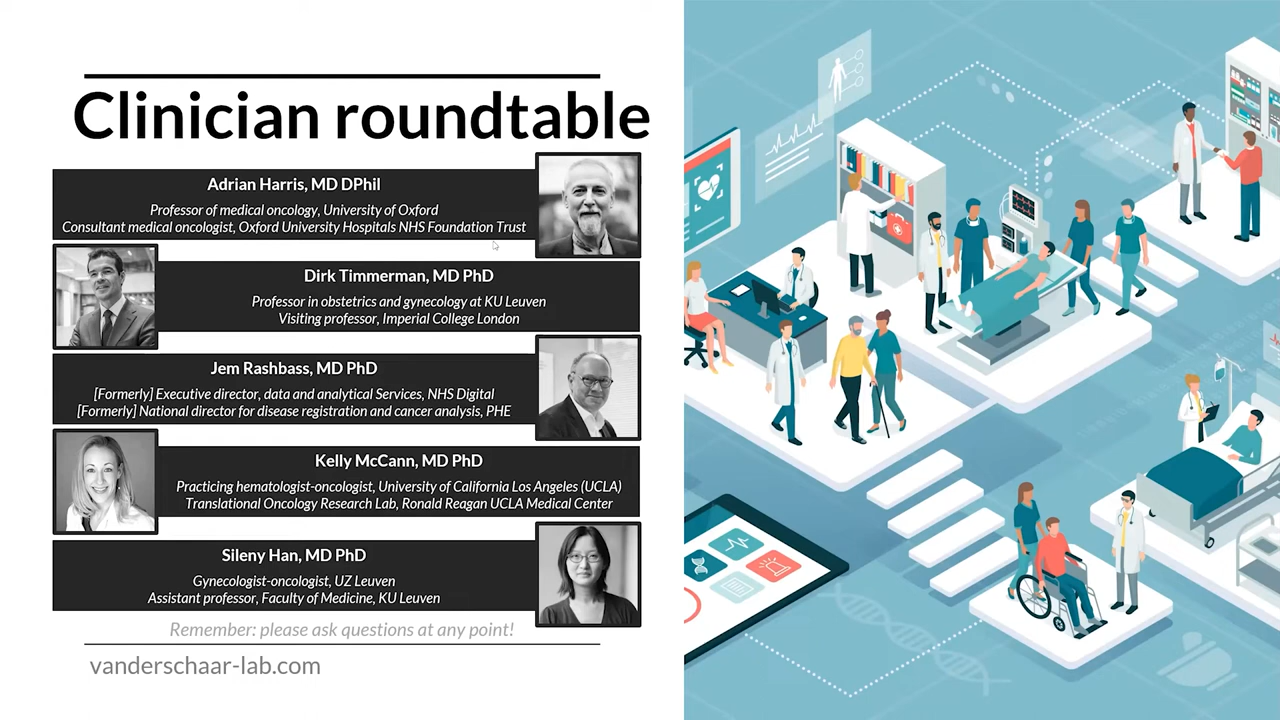 Clinician roundtable
Adrian Harris, MD DPhil
Professor of medical oncology, University of Oxford
Consultant medical oncologist, Oxford University Hospitals NHS Foundation Trust
Dirk Timmerman, MD PhD
Professor in obstetrics and gynecology at KU Leuven
Visiting professor, Imperial College London
Jem Rashbass, MD PhD
[Formerly] Executive director, data and analytical Services, NHS Digital
[Formerly] National director for disease registration and cancer analysis, PHE
Kelly McCann, MD PhD
Practicing hematologist-oncologist, University of California Los Angeles (UCLA)
Translational Oncology Research Lab, Ronald Reagan UCLA Medical Center
Sileny Han, MD PhD
Gynecologist-oncologist, UZ Leuven
Assistant professor, Faculty of Medicine, KU Leuven
Remember: please ask questions at any point!
vanderschaar-lab.com